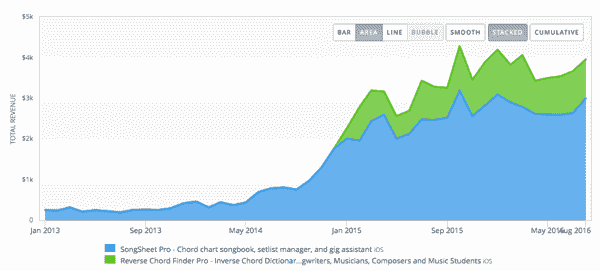 $5k
BAR AREA LINE BUBBLE SMOOTH STACKED CUMULATIVE
$4k
$3k
TOTAL REVENUE
$2k
$1k
0
Jan 2013 Sep 2013 May 2014 Jan 2015 Sep 2015 May 2016 Aug 2016
SongSheet Pro - Chord chart songbook, setlist manager, and gig assistant iOS
Reverse Chord Finder Pro - Inverse Chord Dictionar...gwriters, Musicians, Composers and Music Students iOS